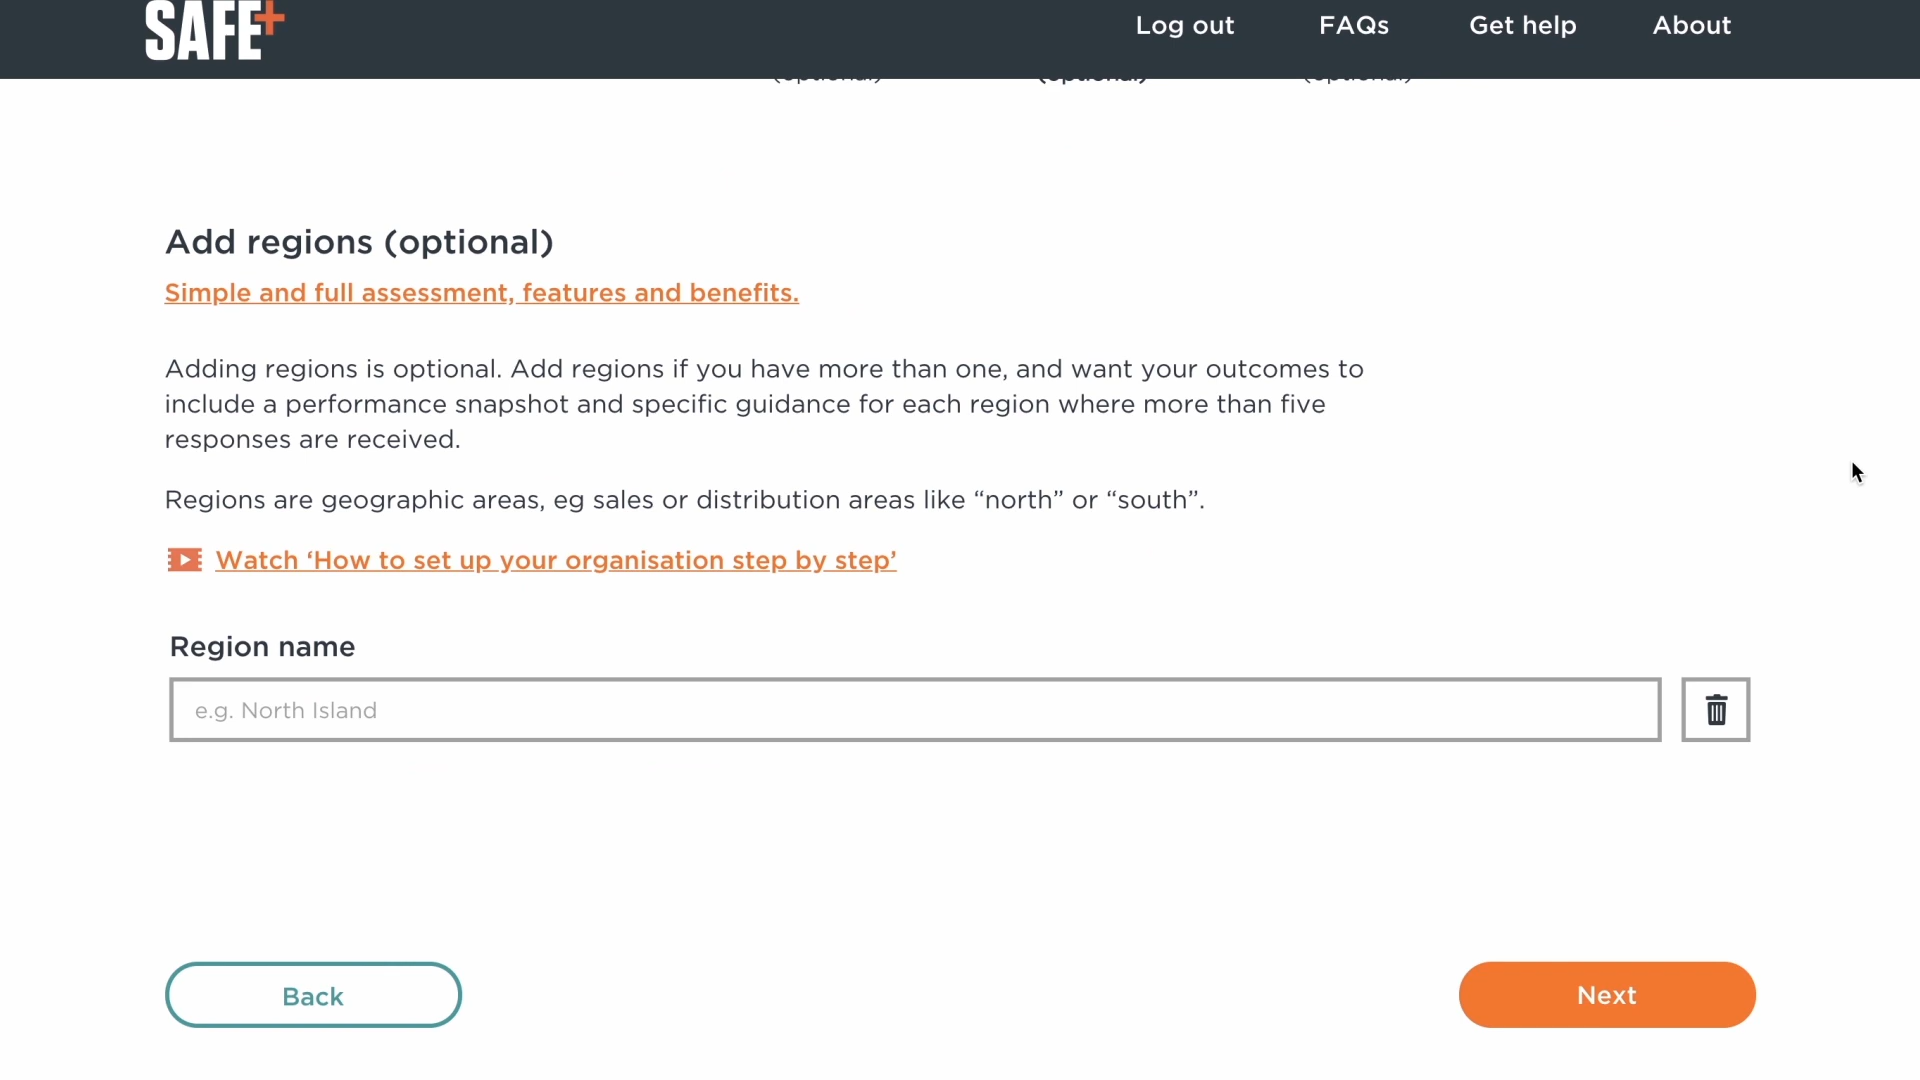 SAFE+
Log out
FAQs
Get help
About
(optional)
(optional)
(optional)
Add regions (optional)
Simple and full assessment, features and benefits.
Adding regions is optional. Add regions if you have more than one, and want your outcomes to
include a performance snapshot and specific guidance for each region where more than five
responses are received.
Regions are geographic areas, eg sales or distribution areas like “north” or “south”.
Watch ‘How to set up your organisation step by step’
Region name
e.g. North Island
Back
Next